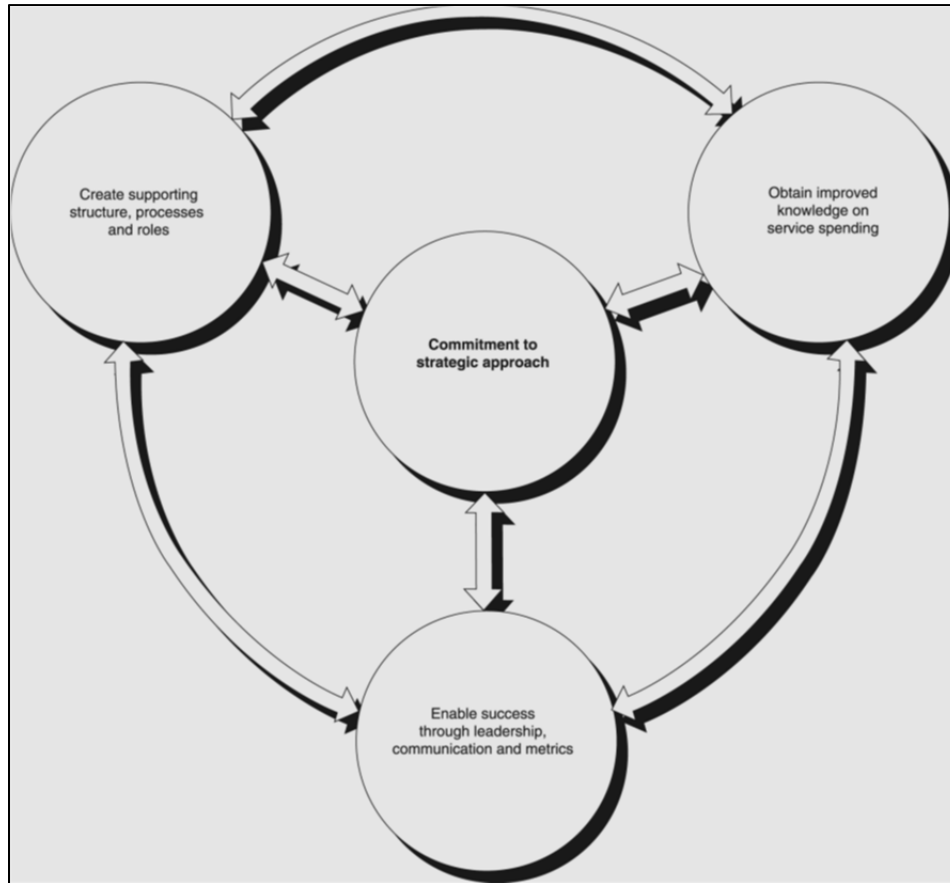 Create supporting
structure, processes
and roles
Obtain improved
knowledge on
service spending
Commitment to
strategic approach
Enable success
through leadership,
communication and metrics